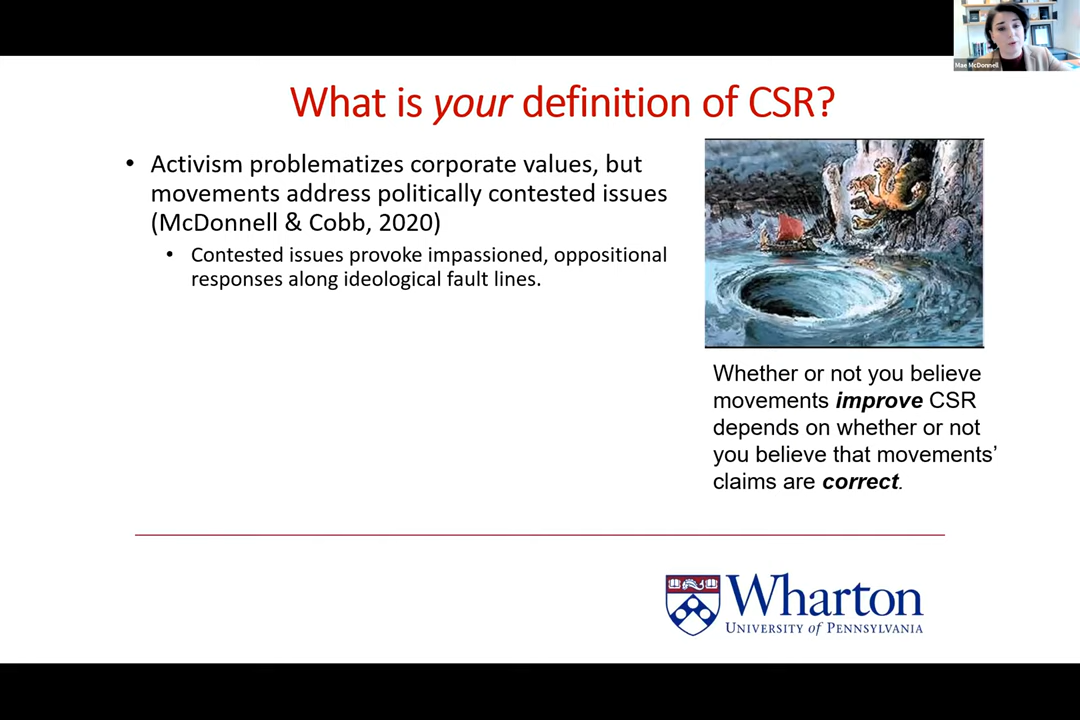 Mae McDonnell
What is your definition of CSR?
• Activism problematizes corporate values, but
movements address politically contested issues
(McDonnell & Cobb, 2020)
• Contested issues provoke impassioned, oppositional
responses along ideological fault lines.
Whether or not you believe
movements improve CSR
depends on whether or not
you believe that movements’
claims are correct.
Wharton
UNIVERSITY of PENNSYLVANIA